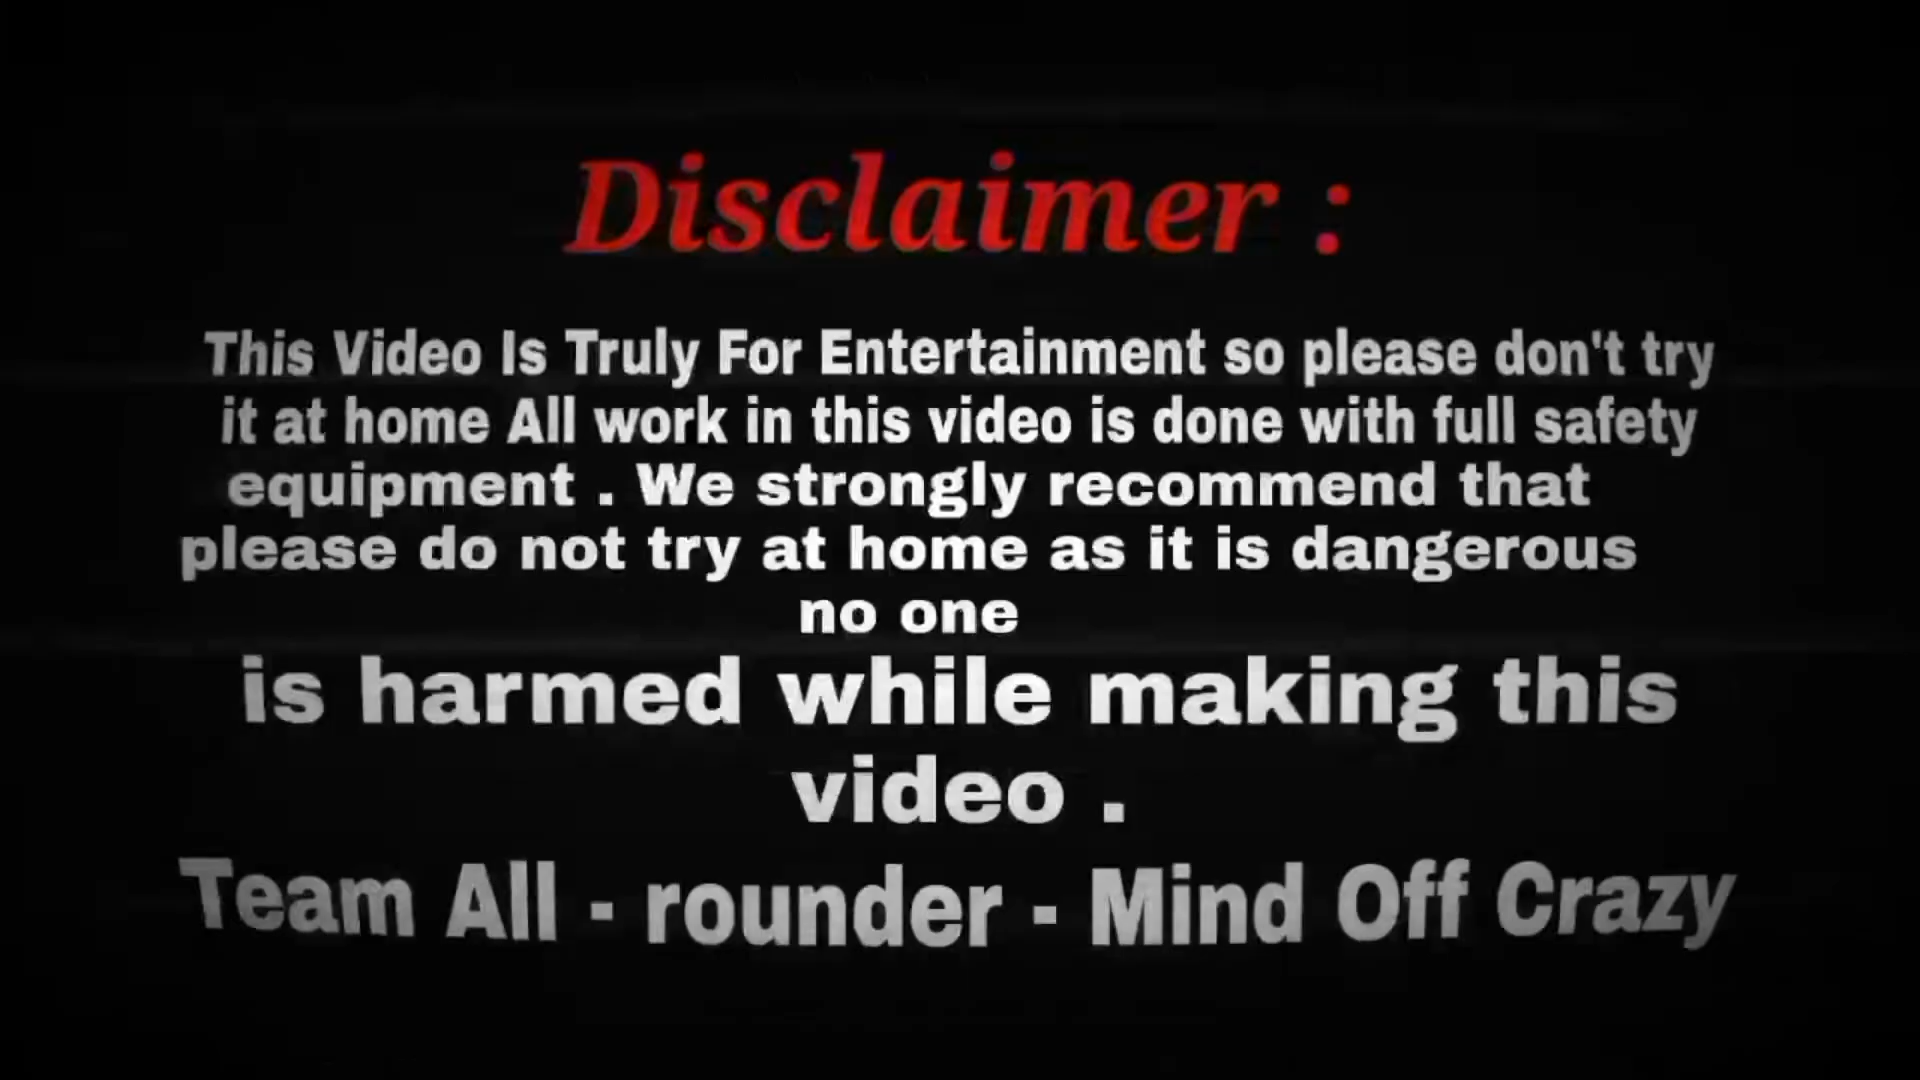 Disclaimer :
This Video Is Truly For Entertainment so please don't try
it at home All work in this video is done with full safety
equipment . We strongly recommend that
please do not try at home as it is dangerous
no one
is harmed while making this
video .
Team All - rounder - Mind Off Crazy